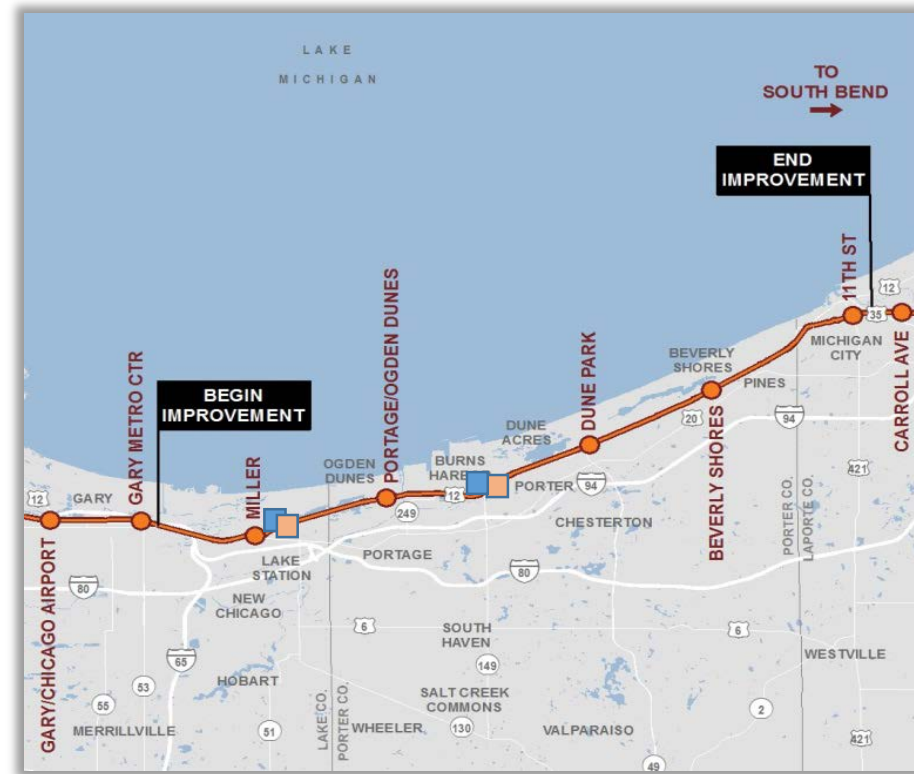 LAKE
MICHIGAN
TO
SOUTH BEND
END
IMPROVEMENT
11TH ST
12
35
CARROLL AVE
MICHIGAN
CITY
BEVERLY
SHORES
PINES
20
94
421
BEVERLY SHORES
PORTER CO.
LAPORTE CO.
DUNE PARK
DUNE
ACRES
PORTER
94
CHESTERTON
PORTAGE/OGDEN DUNES
BURNS
12
249
OGDEN
DUNES
BEGIN
IMPROVEMENT
GARY METRO CTR
MILLER
12
GARY
GARY/CHICAGO AIRPORT
LAKE
STATION
PORTAGE
80
80
NEW
CHICAGO
6
SOUTH
HAVEN
6
WESTVILLE
65
149
HOBART
53
55
MERRILLVILLE
51
LAKE CO.
PORTER CO.
WHEELER
SALT CREEK
COMMONS
130
VALPARAISO
2
421
49